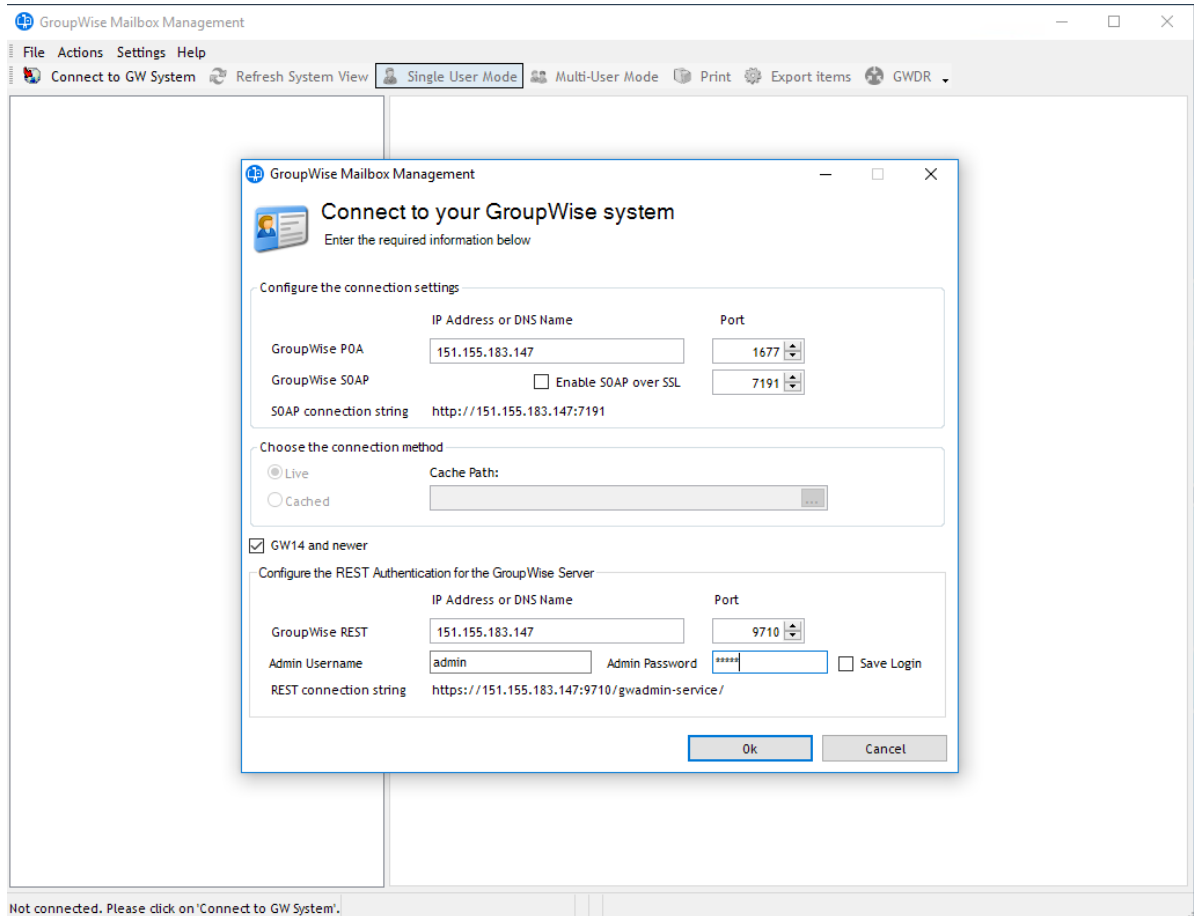 GroupWise Mailbox Management
File Actions Settings Help
Connect to GW System Refresh System View Single User Mode Multi-User Mode Print Export items GWDR
GroupWise Mailbox Management
Connect to your GroupWise system
Enter the required information below
Configure the connection settings
IP Address or DNS Name Port
GroupWise POA 151.155.183.147 1677
GroupWise SOAP Enable SOAP over SSL 7191
SOAP connection string http://151.155.183.147:7191
Choose the connection method
Live Cache Path:
Cached ...
GW14 and newer
Configure the REST Authentication for the GroupWise Server
IP Address or DNS Name Port
GroupWise REST 151.155.183.147 9710
Admin Username admin Admin Password ***** Save Login
REST connection string https://151.155.183.147:9710/gwadmin-service/
Ok Cancel
Not connected. Please click on 'Connect to GW System'.